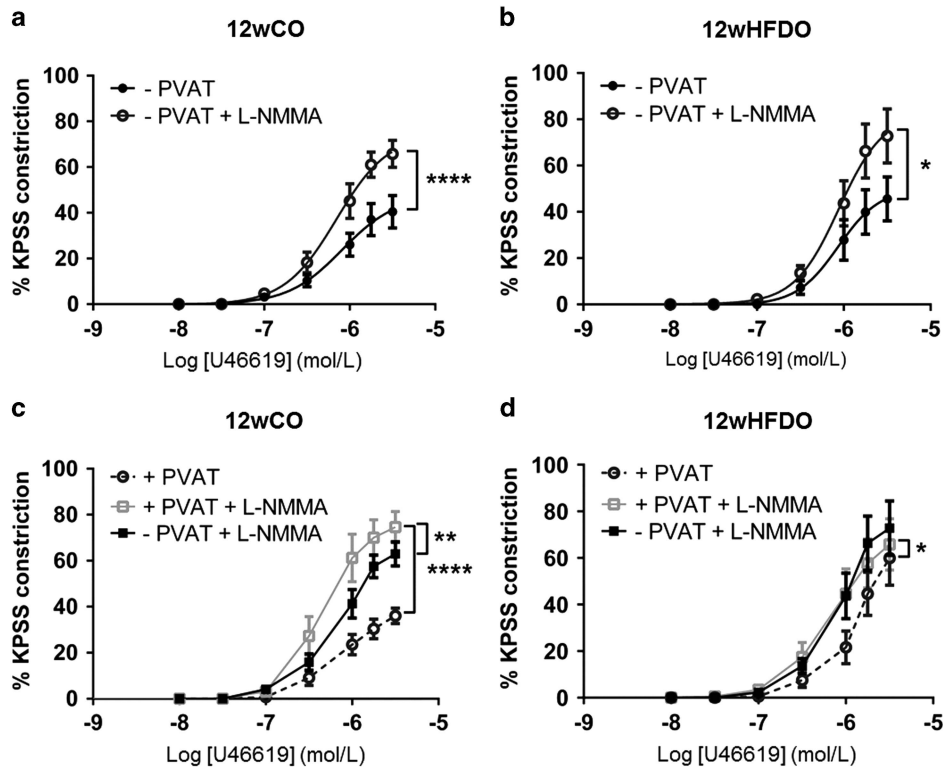 a
12wCO
% KPSS constriction
100
80
60
40
20
0
- PVAT
- PVAT + L-NMMA
****
-9 -8 -7 -6 -5
Log [U46619] (mol/L)
b
12wHFDO
% KPSS constriction
100
80
60
40
20
0
- PVAT
- PVAT + L-NMMA
*
-9 -8 -7 -6 -5
Log [U46619] (mol/L)
c
12wCO
% KPSS constriction
100
80
60
40
20
0
+ PVAT
+ PVAT + L-NMMA
- PVAT + L-NMMA
**
****
-9 -8 -7 -6 -5
Log [U46619] (mol/L)
d
12wHFDO
% KPSS constriction
100
80
60
40
20
0
+ PVAT
+ PVAT + L-NMMA
- PVAT + L-NMMA
*
-9 -8 -7 -6 -5
Log [U46619] (mol/L)